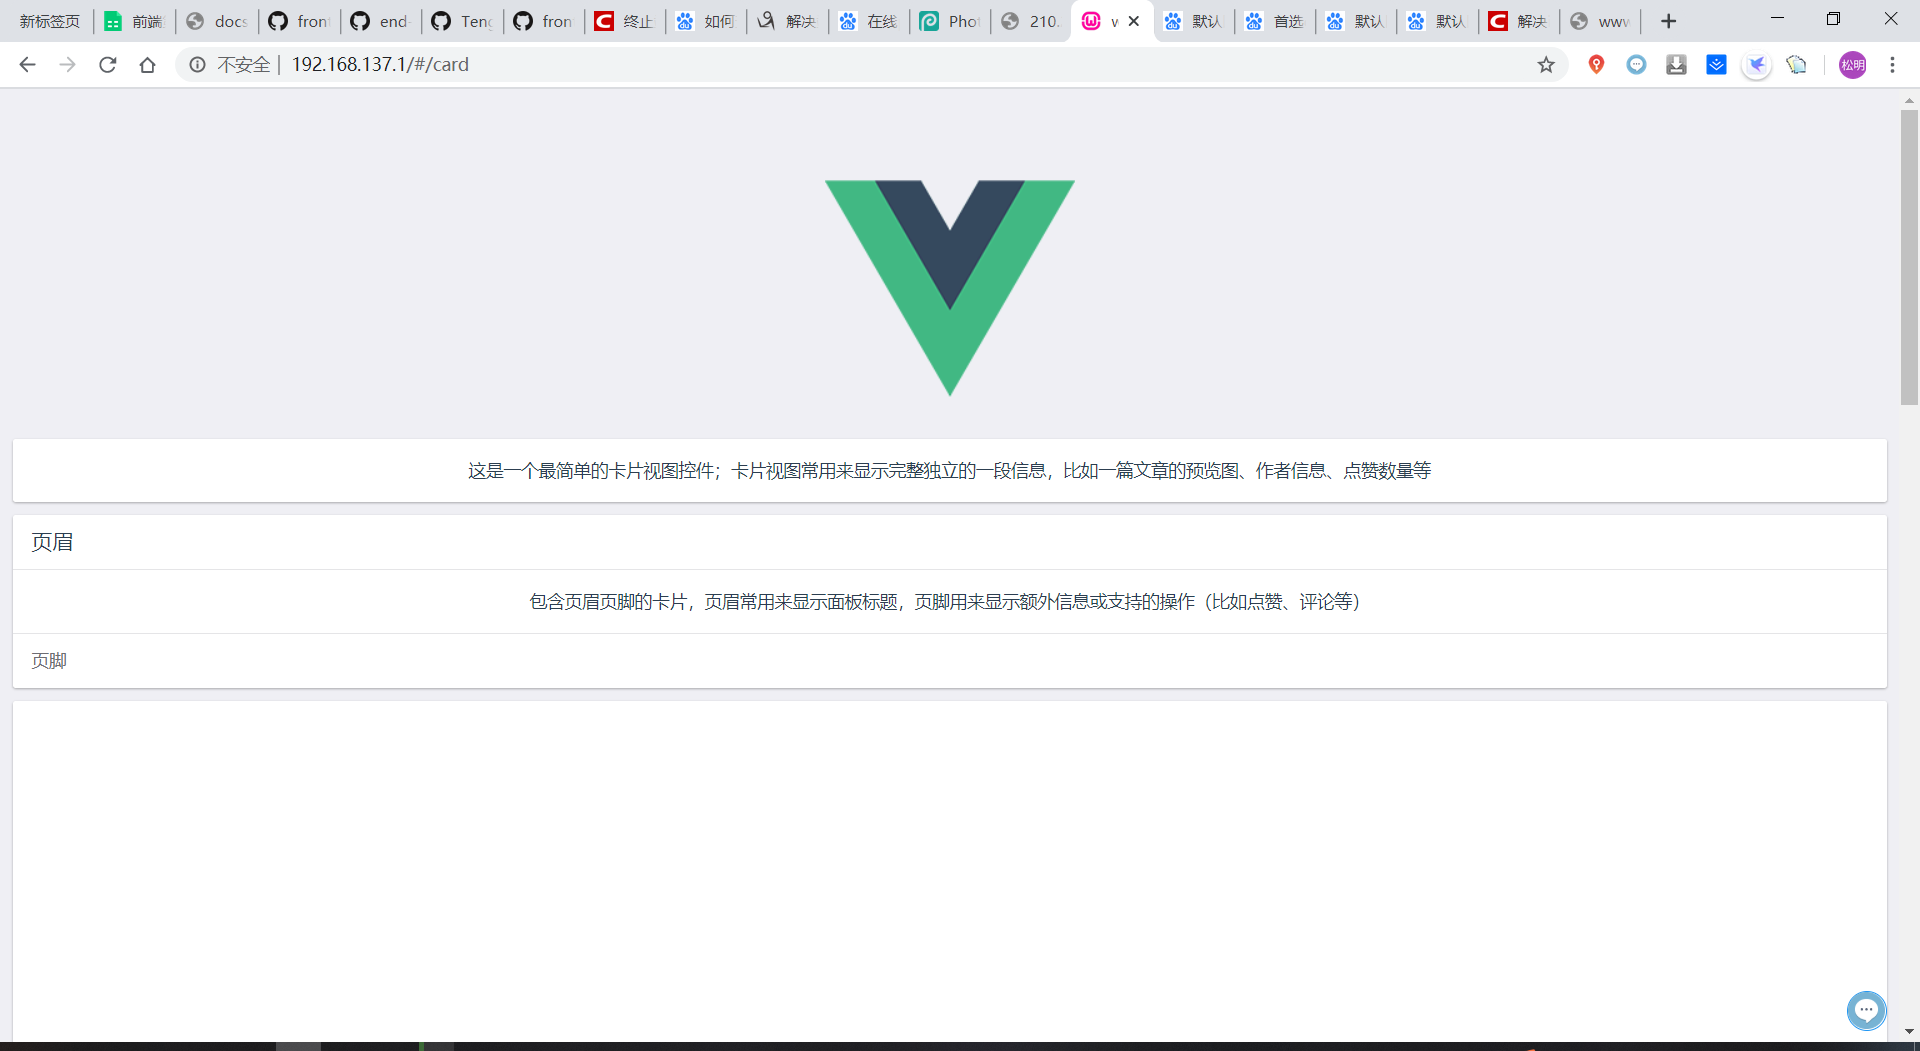 新标签页 前端 docs front end- Teng fron 终止 如何 解决 在线 Phot 210. w 默认 首选 默认 默认 解决 www
不安全 | 192.168.137.1/#/card 松明
这是一个最简单的卡片视图控件；卡片视图常用来显示完整独立的一段信息，比如一篇文章的预览图、作者信息、点赞数量等
页眉
包含页眉页脚的卡片，页眉常用来显示面板标题，页脚用来显示额外信息或支持的操作（比如点赞、评论等）
页脚